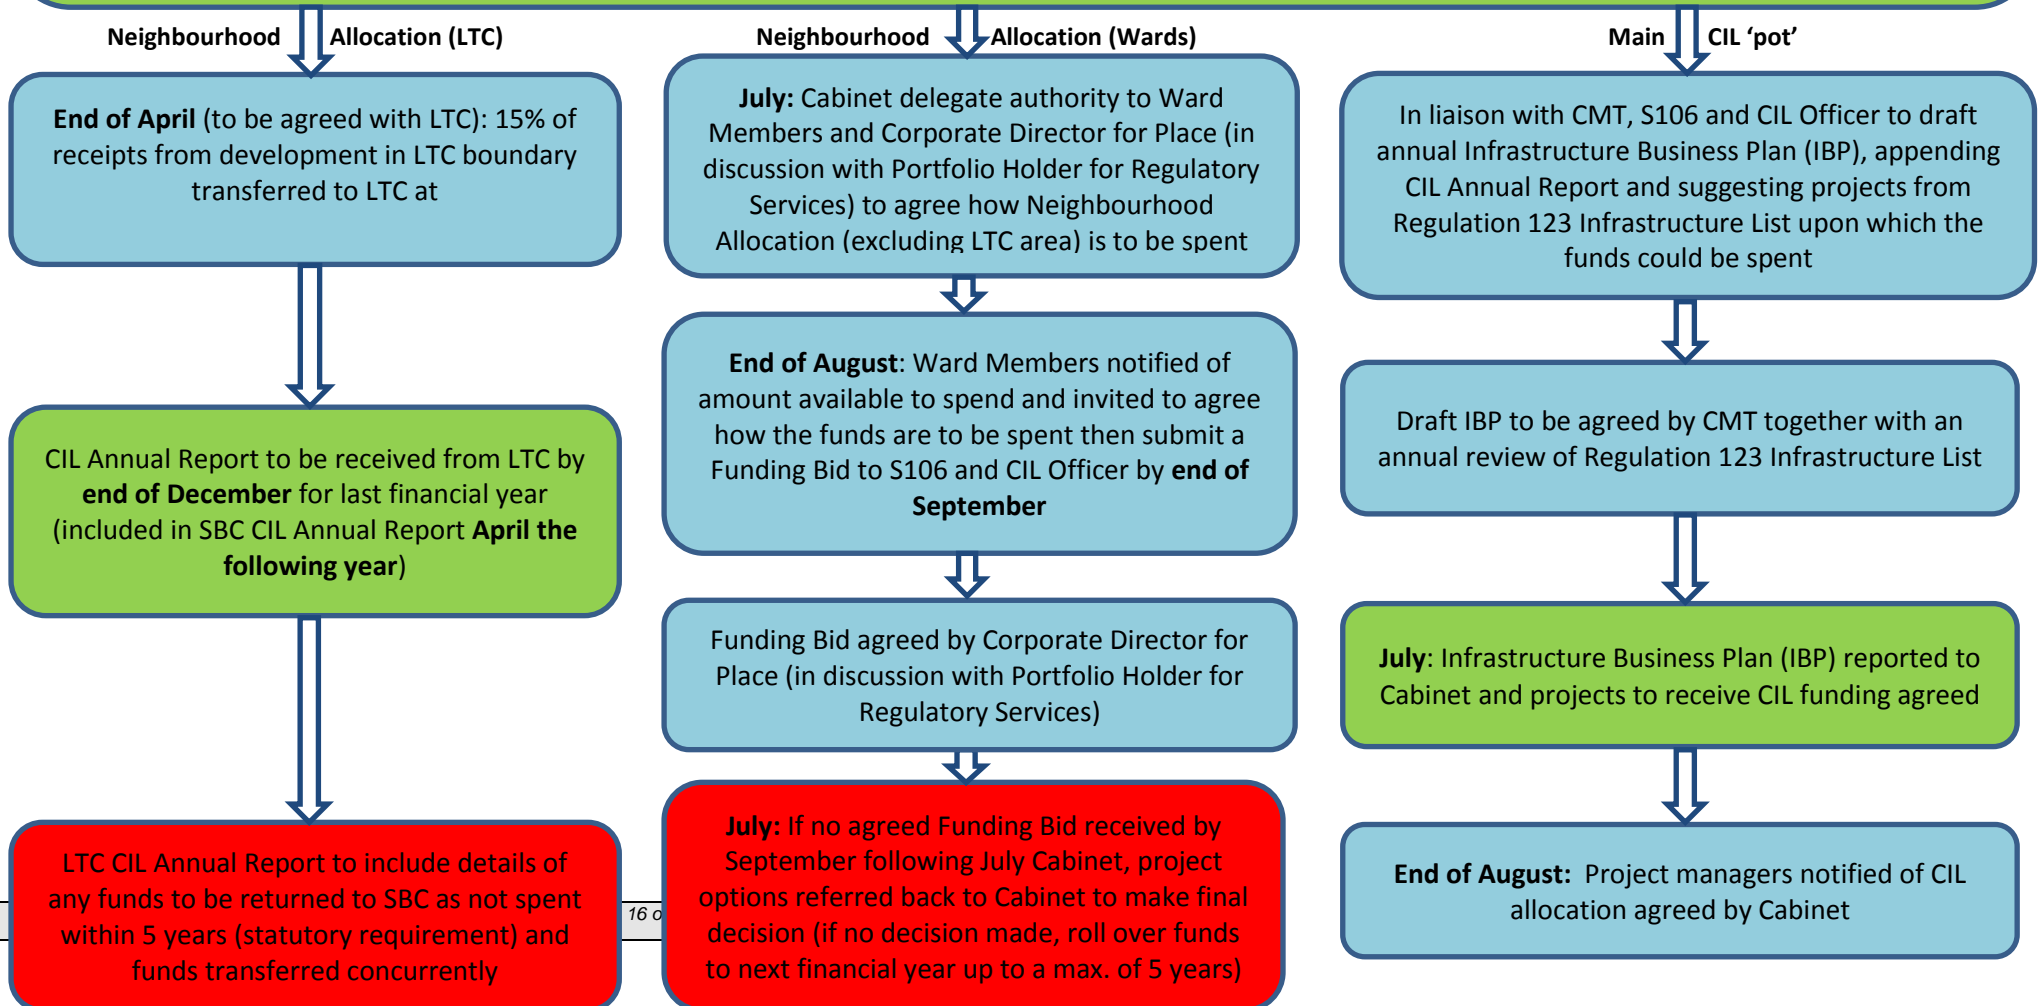 Neighbourhood Allocation (LTC)
End of April (to be agreed with LTC): 15% of
receipts from development in LTC boundary
transferred to LTC at
CIL Annual Report to be received from LTC by
end of December for last financial year
(included in SBC CIL Annual Report April the
following year)
LTC CIL Annual Report to include details of
any funds to be returned to SBC as not spent
within 5 years (statutory requirement) and
funds transferred concurrently
Neighbourhood Allocation (Wards)
July: Cabinet delegate authority to Ward
Members and Corporate Director for Place (in
discussion with Portfolio Holder for Regulatory
Services) to agree how Neighbourhood
Allocation (excluding LTC area) is to be spent
End of August: Ward Members notified of
amount available to spend and invited to agree
how the funds are to be spent then submit a
Funding Bid to S106 and CIL Officer by end of
September
Funding Bid agreed by Corporate Director for
Place (in discussion with Portfolio Holder for
Regulatory Services)
July: If no agreed Funding Bid received by
September following July Cabinet, project
options referred back to Cabinet to make final
decision (if no decision made, roll over funds
to next financial year up to a max. of 5 years)
Main CIL ‘pot’
In liaison with CMT, S106 and CIL Officer to draft
annual Infrastructure Business Plan (IBP), appending
CIL Annual Report and suggesting projects from
Regulation 123 Infrastructure List upon which the
funds could be spent
Draft IBP to be agreed by CMT together with an
annual review of Regulation 123 Infrastructure List
July: Infrastructure Business Plan (IBP) reported to
Cabinet and projects to receive CIL funding agreed
End of August: Project managers notified of CIL
allocation agreed by Cabinet
16 o